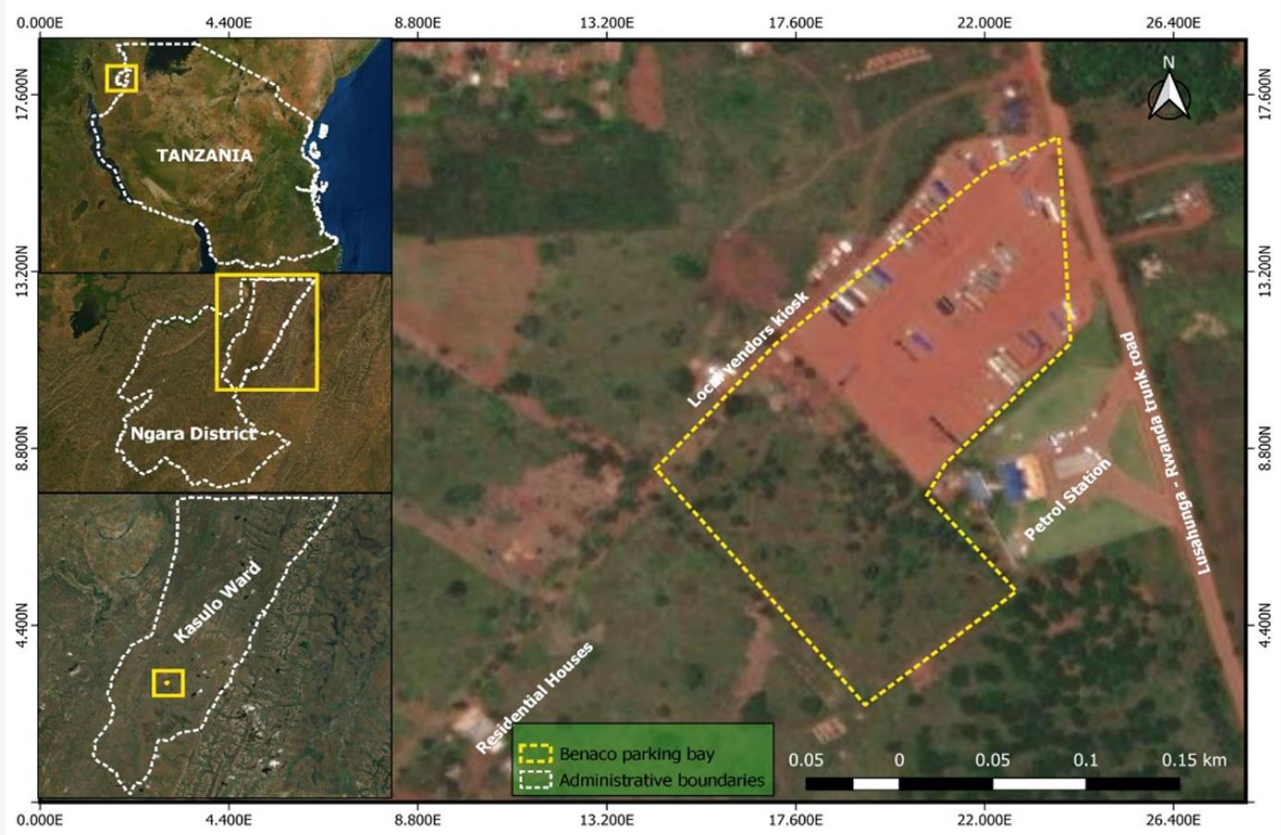 0.000E 4.400E 8.800E 13.200E 17.600E 22.000E 26.400E
N
17.600N
17.600N
TANZANIA
13.200N
13.200N
Local vendors kiosk
Lusahunga - Rwanda trunk road
Ngara District
8.800N
8.800N
Petrol Station
Kasulo Ward
4.400N
4.400N
Residential Houses
Benaco parking bay
Administrative boundaries
0.05 0 0.05 0.1 0.15 km
0.000E 4.400E 8.800E 13.200E 17.600E 22.000E 26.400E